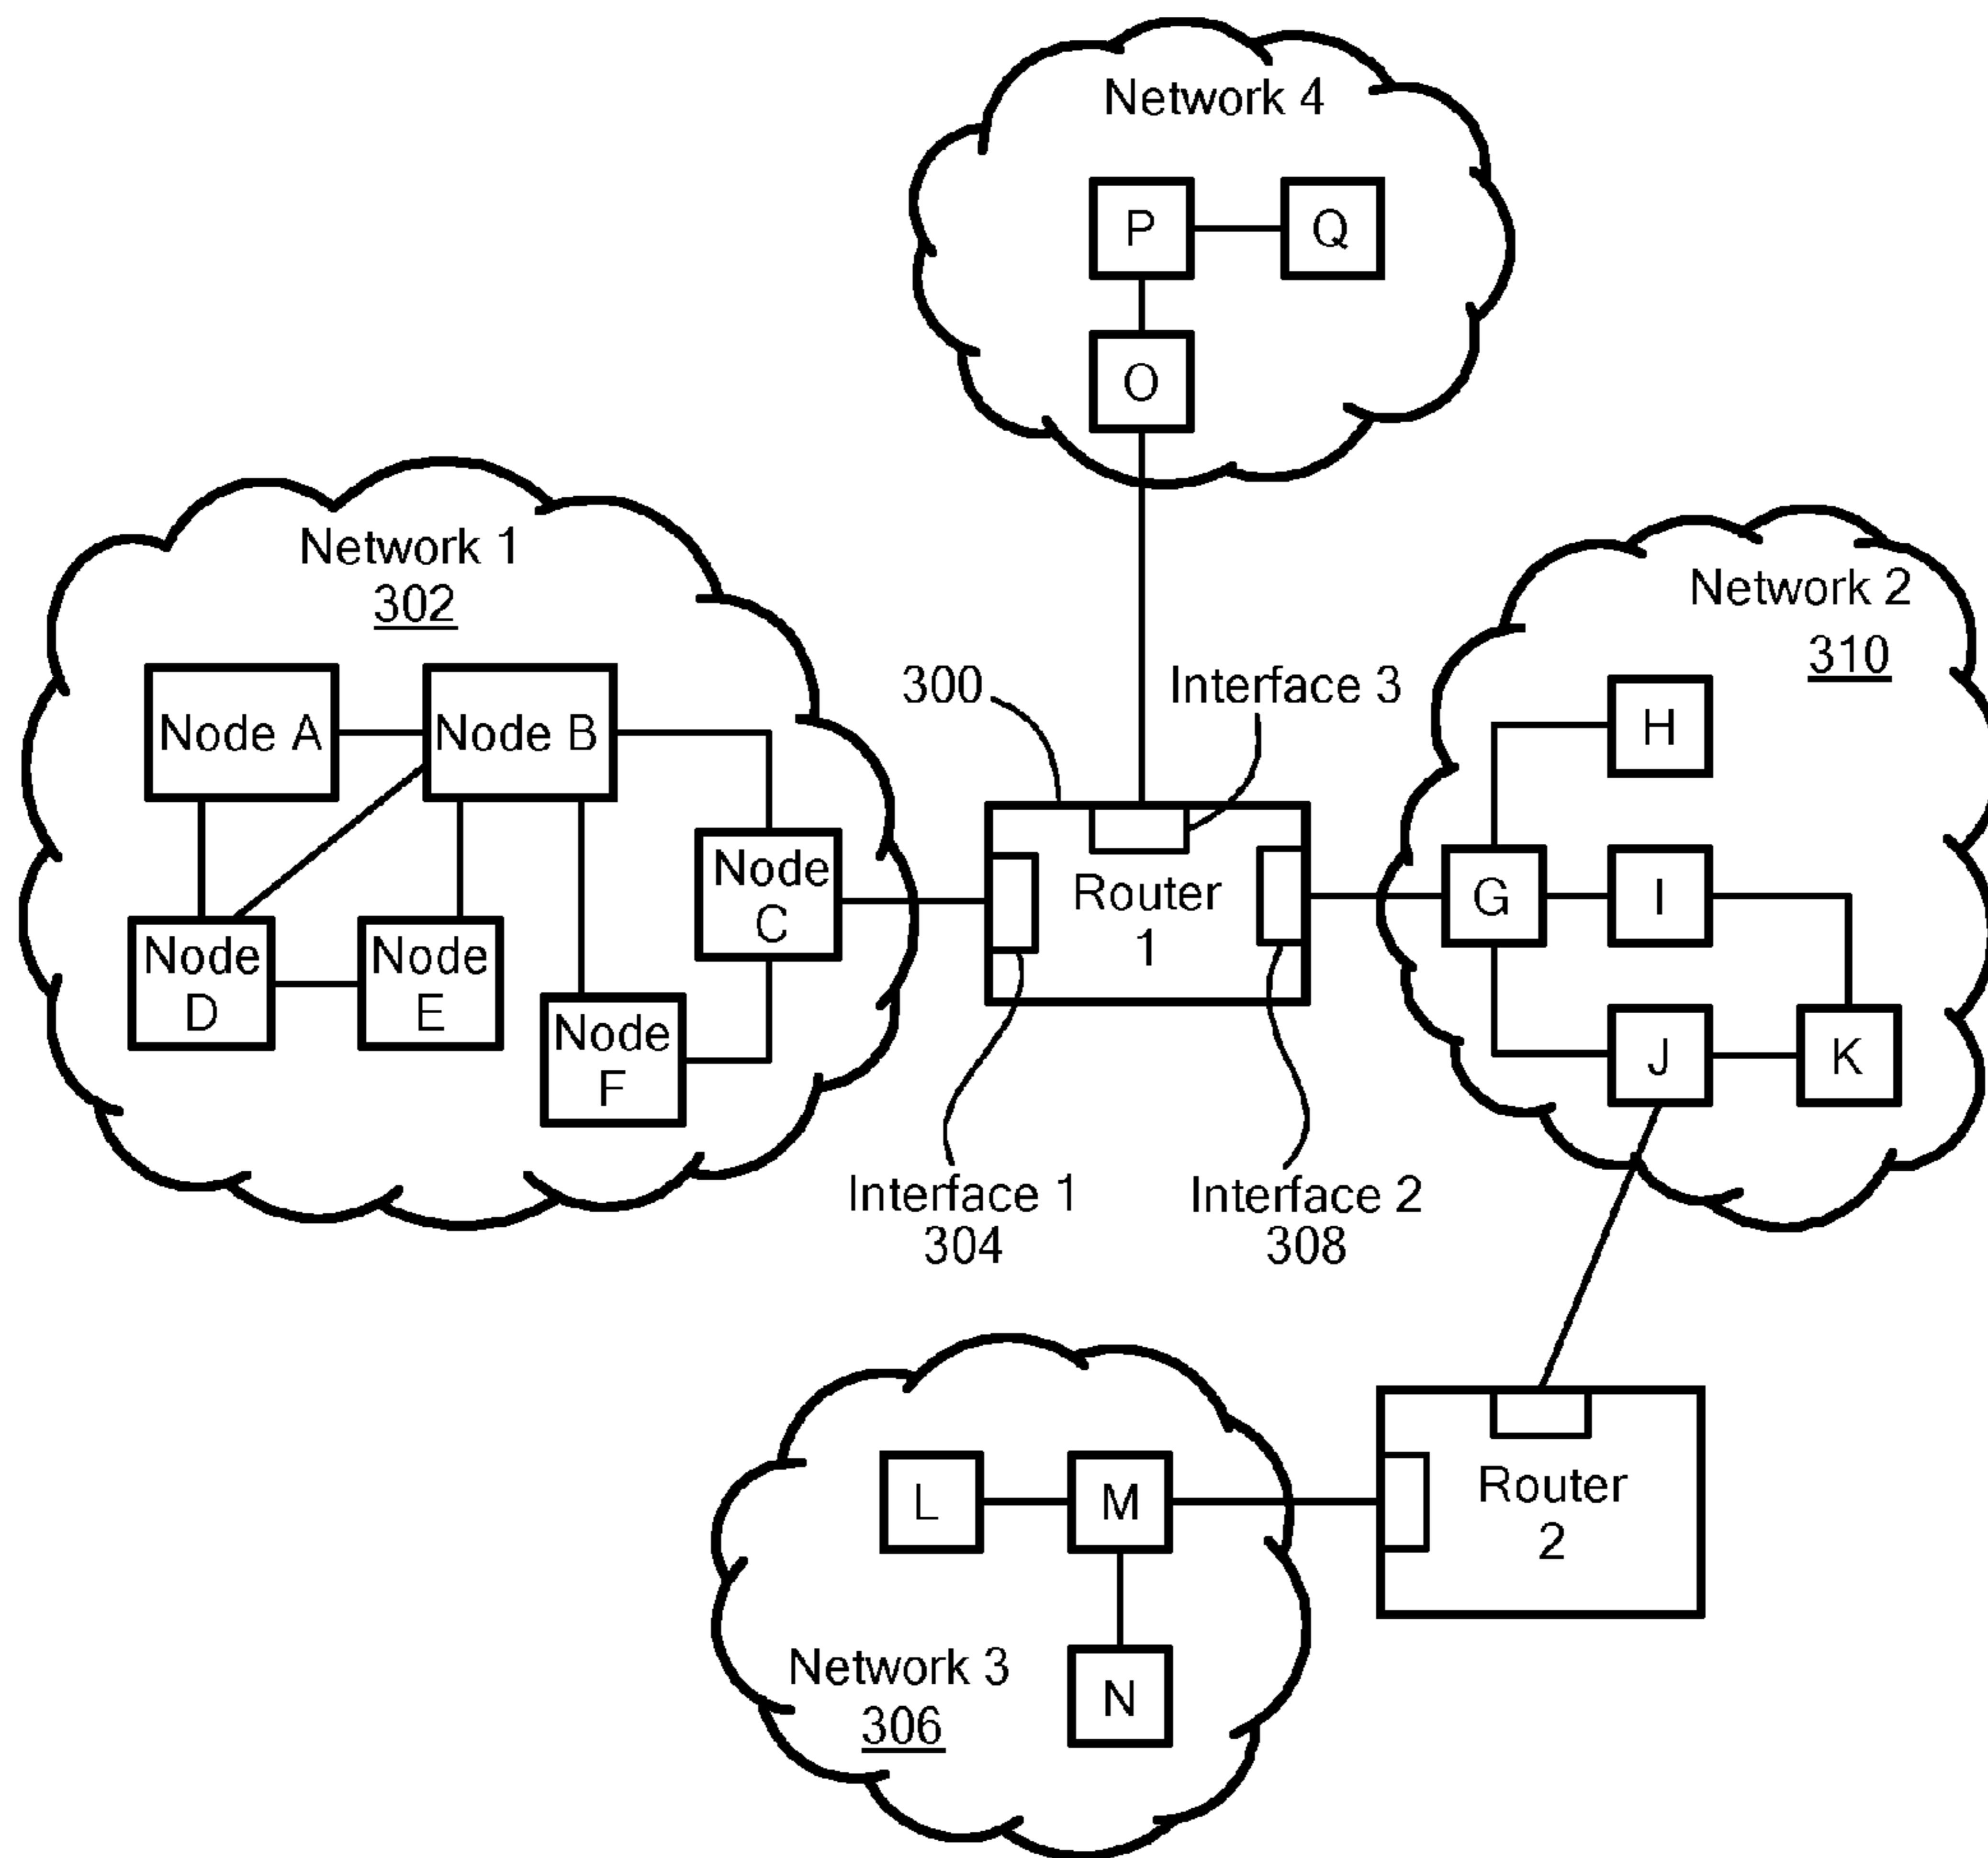 Network 4
P
Q
O
Network 1
302
Node A
Node B
Node
C
Node
D
Node
E
Node
F
300
Interface 3
Router
1
Interface 1
304
Interface 2
308
Network 2
310
H
G
I
J
K
L
M
N
Network 3
306
Router
2